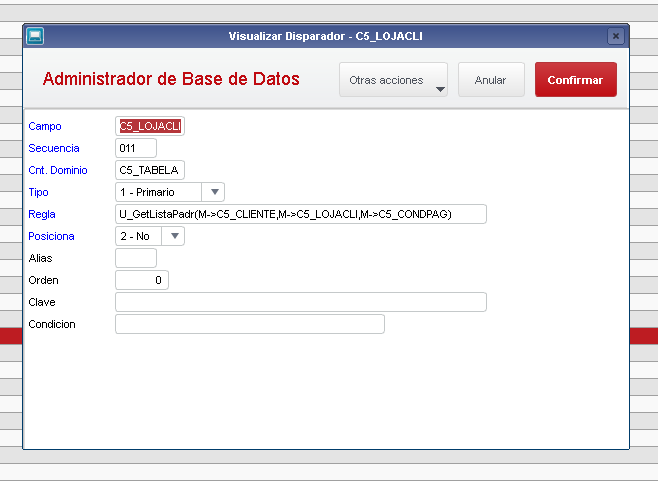 Visualizar Disparador - C5_LOJACLI
Administrador de Base de Datos
Otras acciones
Anular
Confirmar
Campo C5_LOJACLI
Secuencia 011
Cnt. Dominio C5_TABELA
Tipo 1 - Primario
Regla U_GetListaPadr(M->C5_CLIENTE,M->C5_LOJACLI,M->C5_CONDPAG)
Posiciona 2 - No
Alias
Orden 0
Clave
Condicion